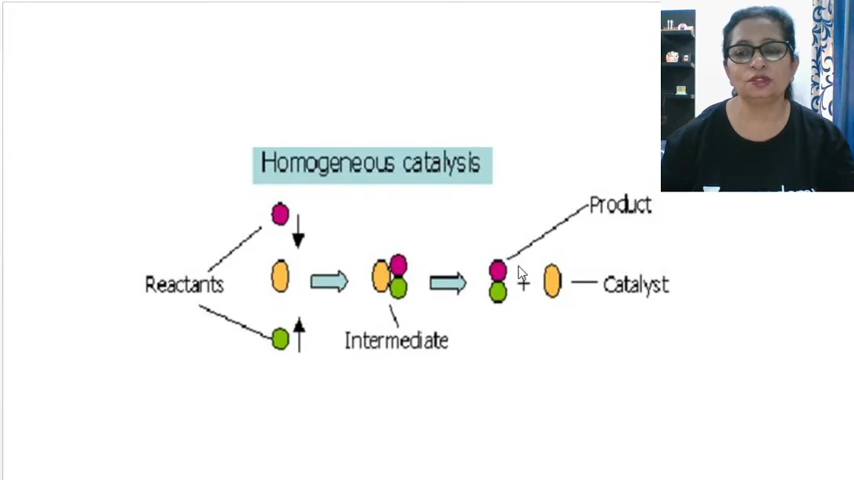 Homogeneous catalysis
Product
Reactants
+
Catalyst
Intermediate